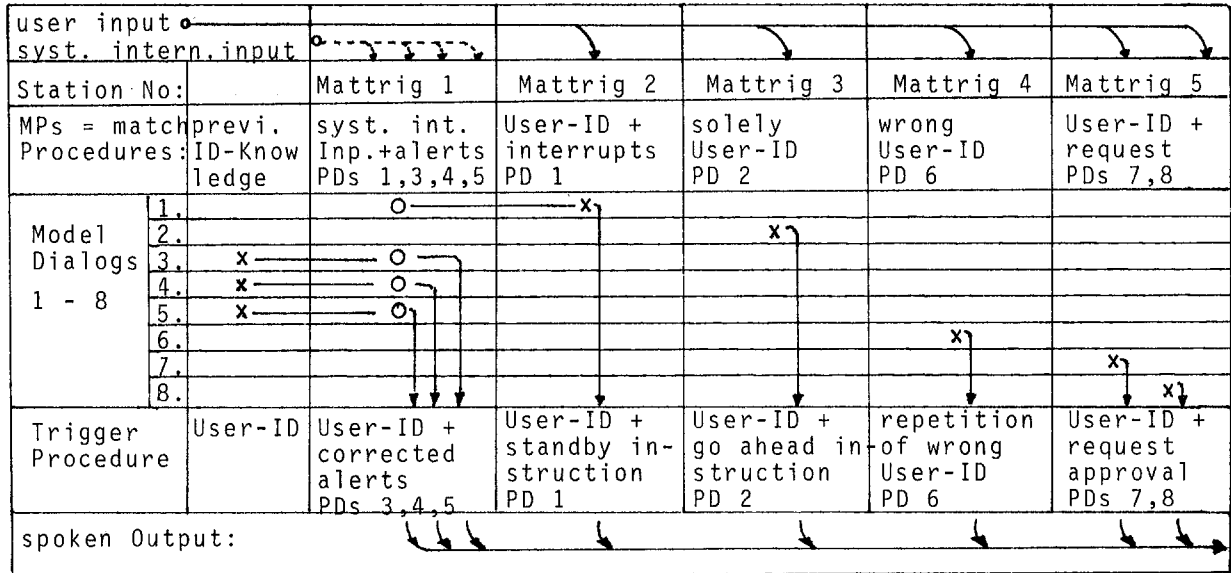 user input
syst. intern.input
Station No: Mattrig 1 Mattrig 2 Mattrig 3 Mattrig 4 Mattrig 5
MPs = match previ. syst. int. User-ID + solely wrong User-ID +
Procedures: ID-Know Inp.+alerts interrupts User-ID User-ID request
ledge PDs 1,3,4,5 PD 1 PD 2 PD 6 PDs 7,8
1. O x
Model 2. x
Dialogs 3. x O
4. x O
1 - 8 5. x O
6. x
7. x
8. x
Trigger User-ID User-ID + User-ID + User-ID + repetition User-ID +
Procedure corrected standby in- go ahead in- of wrong request
alerts struction struction User-ID approval
PDs 3,4,5 PD 1 PD 2 PD 6 PDs 7,8
spoken Output: